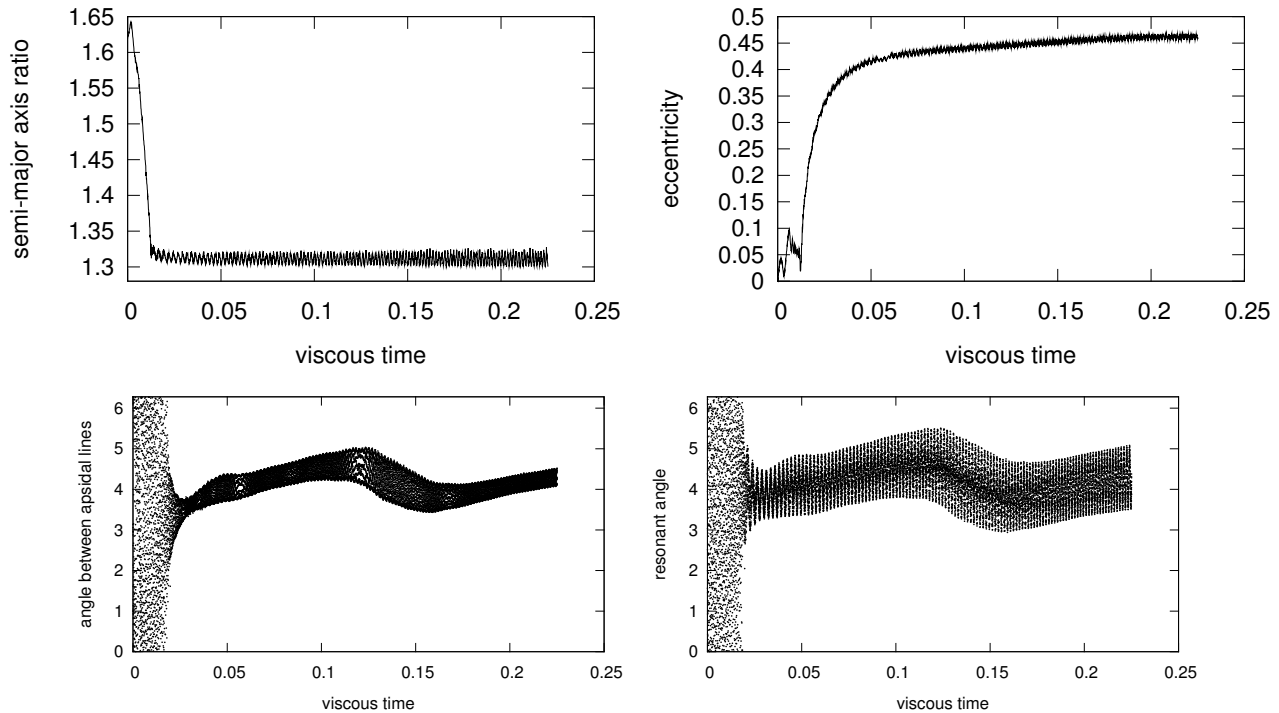 semi-major axis ratio
1.65
1.6
1.55
1.5
1.45
1.4
1.35
1.3
0 0.05 0.1 0.15 0.2 0.25
viscous time
eccentricity
0.5
0.45
0.4
0.35
0.3
0.25
0.2
0.15
0.1
0.05
0
0 0.05 0.1 0.15 0.2 0.25
viscous time
angle between apsidal lines
6
5
4
3
2
1
0
0 0.05 0.1 0.15 0.2 0.25
viscous time
resonant angle
6
5
4
3
2
1
0
0 0.05 0.1 0.15 0.2 0.25
viscous time